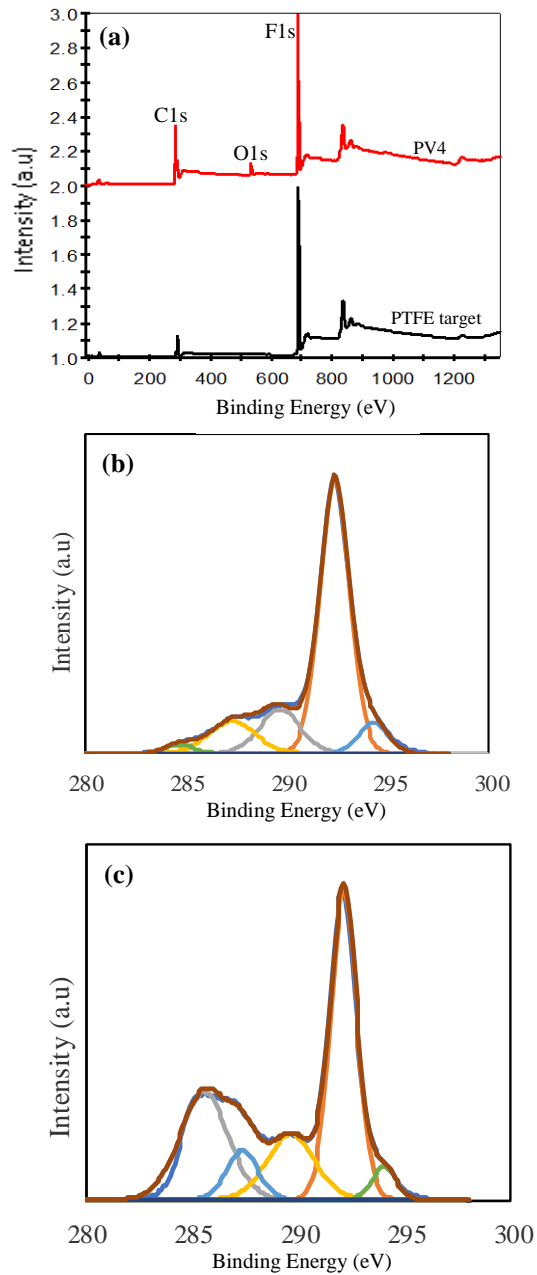 (a)
3.0
2.8
2.6
2.4
2.2
2.0
1.8
1.6
1.4
1.2
1.0
Intensity (a.u)
F1s
C1s
O1s
PV4
PTFE target
0 200 400 600 800 1000 1200
Binding Energy (eV)
(b)
Intensity (a.u)
280 285 290 295 300
Binding Energy (eV)
(c)
Intensity (a.u)
280 285 290 295 300
Binding Energy (eV)